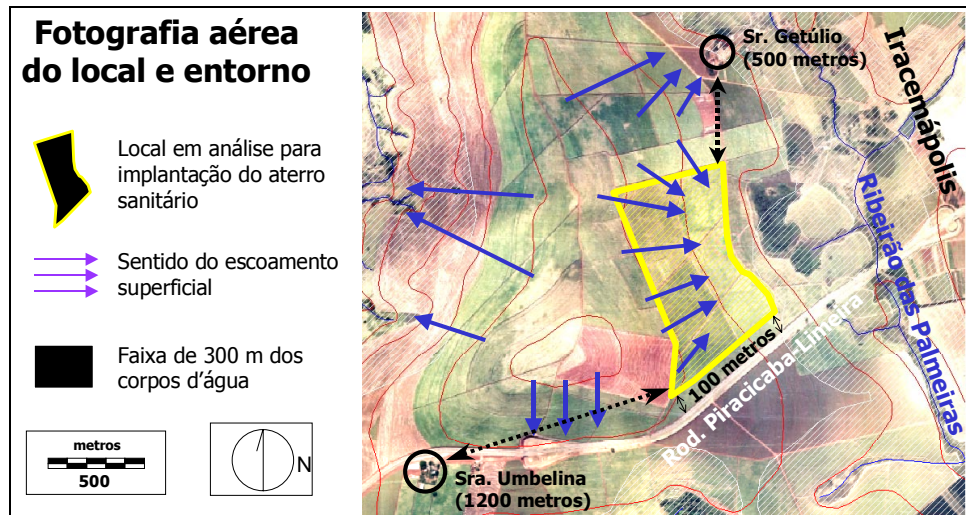 Fotografia aérea
do local e entorno
Local em análise para
implantação do aterro
sanitário
Sentido do escoamento
superficial
Faixa de 300 m dos
corpos d'água
metros
500
N
Sr. Getúlio
(500 metros)
Iracemápolis
Ribeirão das Palmeiras
100 metros
Rod. Piracicaba-Limeira
Sra. Umbelina
(1200 metros)